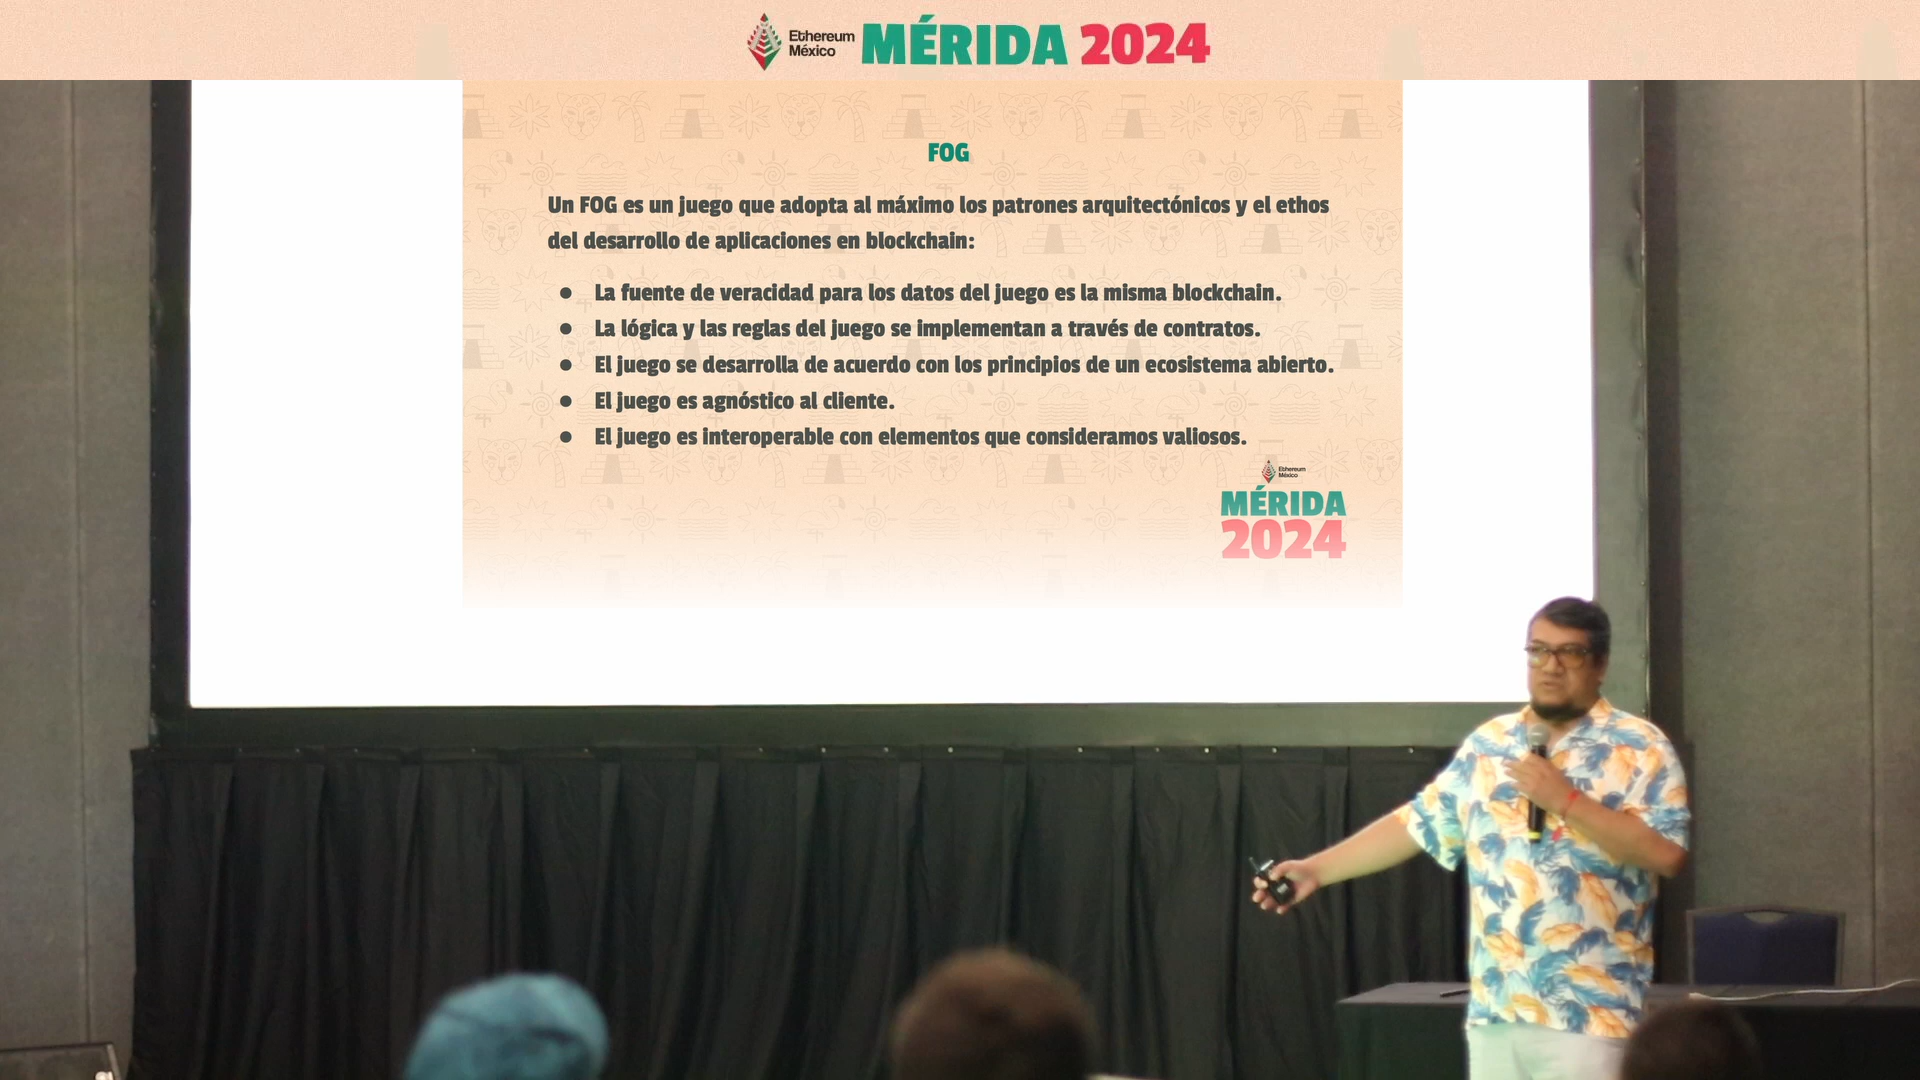 Ethereum
México
MÉRIDA 2024
FOG
Un FOG es un juego que adopta al máximo los patrones arquitectónicos y el ethos
del desarrollo de aplicaciones en blockchain:
● La fuente de veracidad para los datos del juego es la misma blockchain.
● La lógica y las reglas del juego se implementan a través de contratos.
● El juego se desarrolla de acuerdo con los principios de un ecosistema abierto.
● El juego es agnóstico al cliente.
● El juego es interoperable con elementos que consideramos valiosos.
Ethereum
México
MÉRIDA
2024